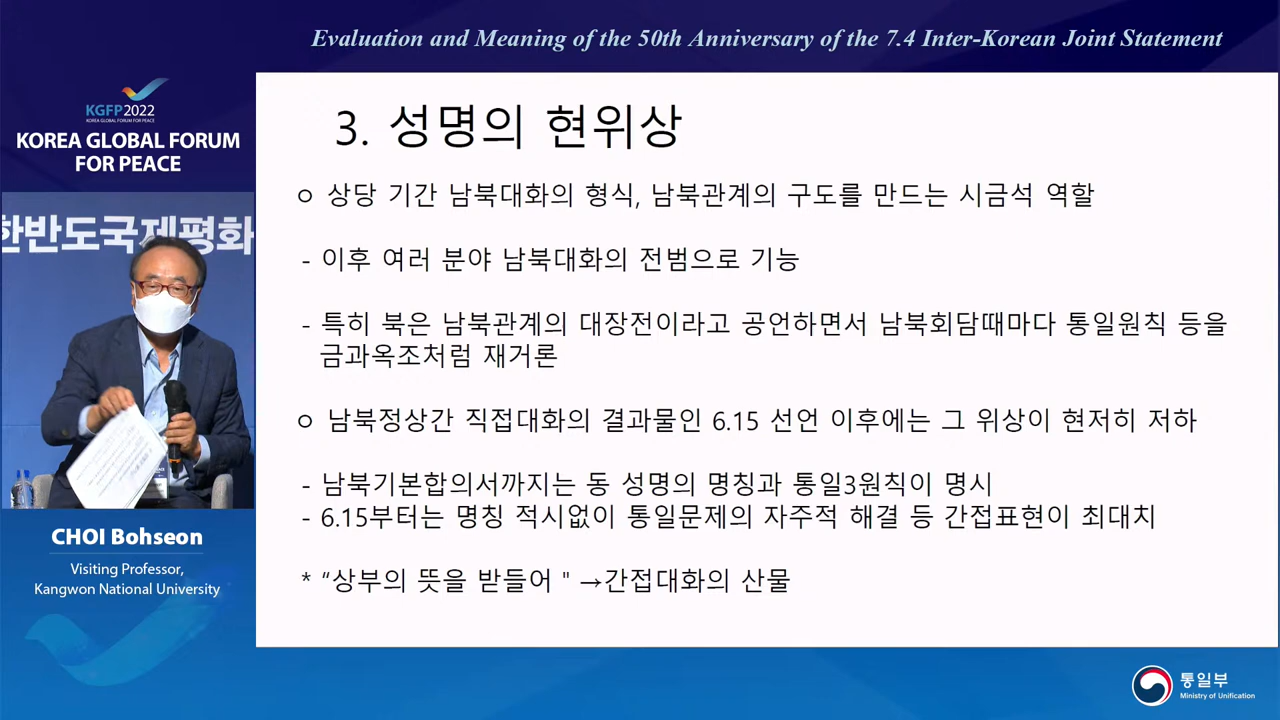 Evaluation and Meaning of the 50th Anniversary of the 7.4 Inter-Korean Joint Statement
KGFP2022
KOREA GLOBAL FORUM FOR PEACE
KOREA GLOBAL FORUM
FOR PEACE
한반도국제평화
CHOI Bohseon
Visiting Professor,
Kangwon National University
3. 성명의 현위상
ㅇ 상당 기간 남북대화의 형식, 남북관계의 구도를 만드는 시금석 역할
- 이후 여러 분야 남북대화의 전범으로 기능
- 특히 북은 남북관계의 대장전이라고 공언하면서 남북회담때마다 통일원칙 등을
금과옥조처럼 재거론
ㅇ 남북정상간 직접대화의 결과물인 6.15 선언 이후에는 그 위상이 현저히 저하
- 남북기본합의서까지는 동 성명의 명칭과 통일3원칙이 명시
- 6.15부터는 명칭 적시없이 통일문제의 자주적 해결 등 간접표현이 최대치
* “상부의 뜻을 받들어 " →간접대화의 산물
통일부
Ministry of Unification